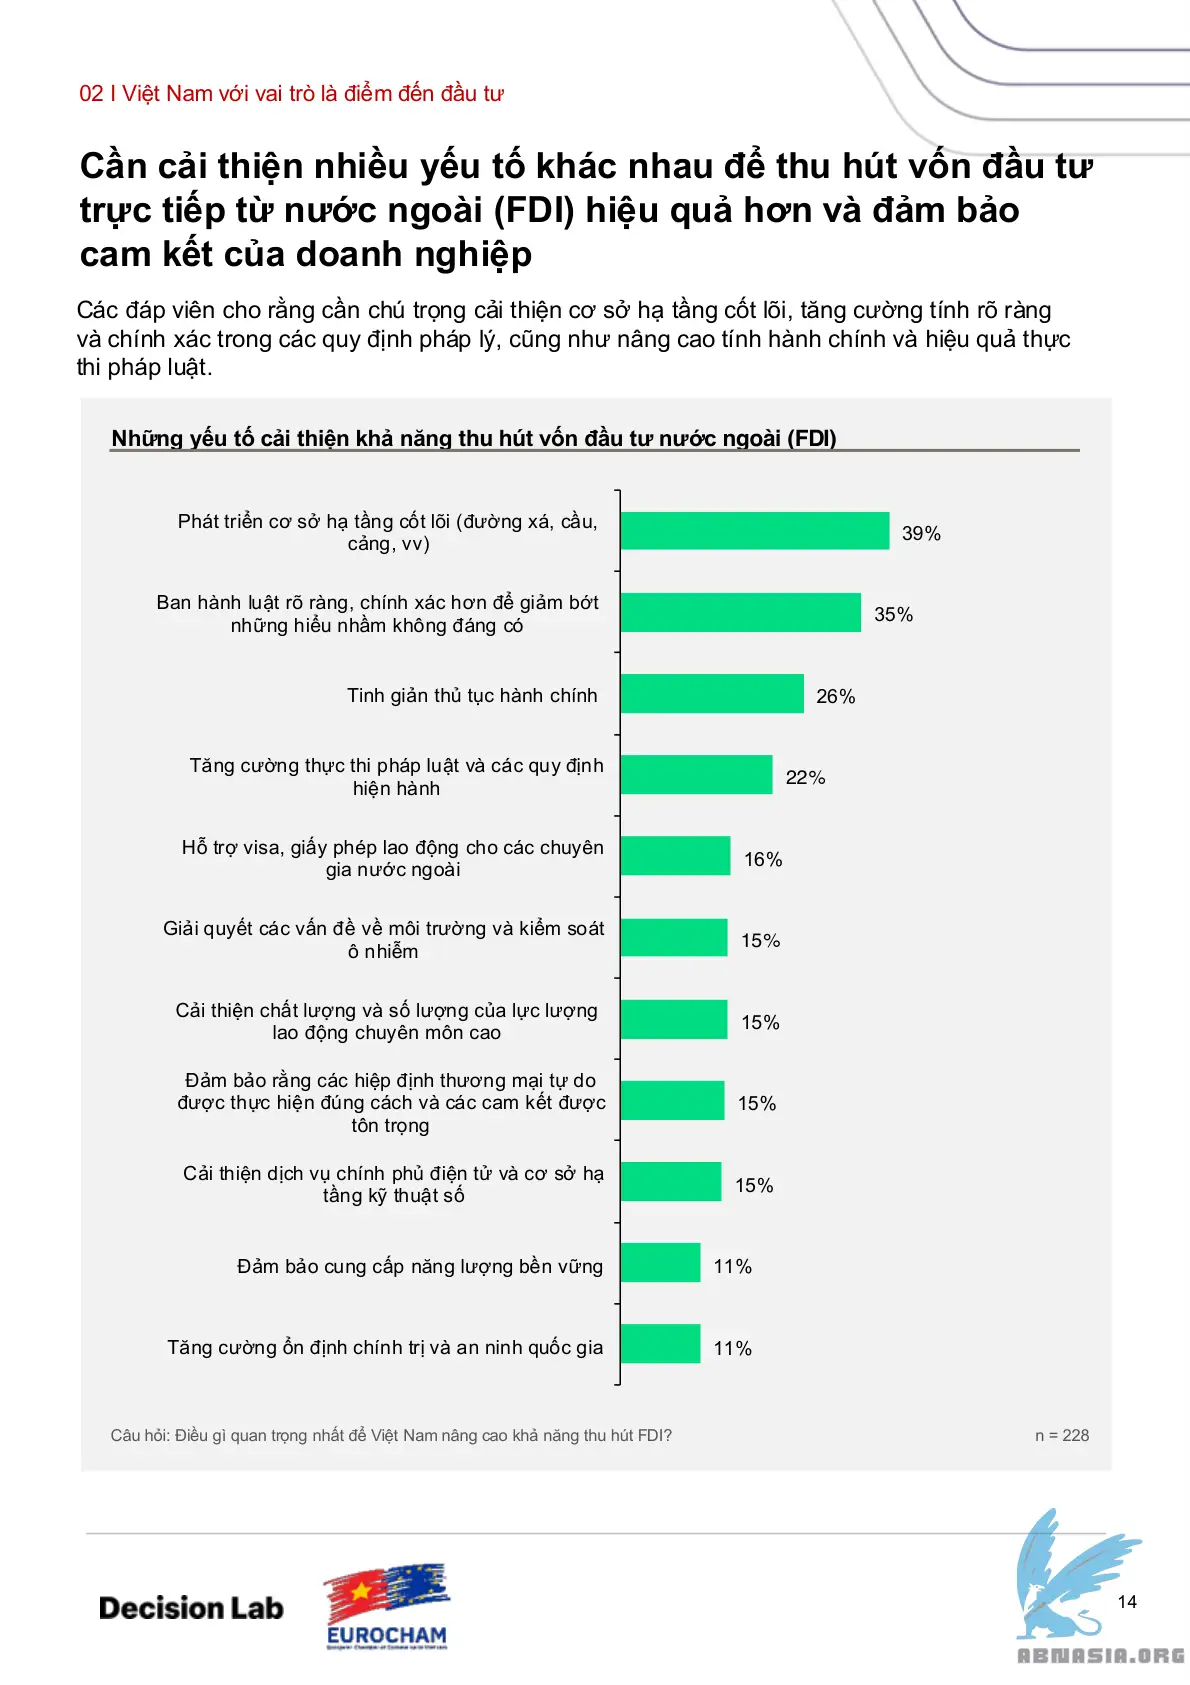 02 I Việt Nam với vai trò là điểm đến đầu tư
Cần cải thiện nhiều yếu tố khác nhau để thu hút vốn đầu tư
trực tiếp từ nước ngoài (FDI) hiệu quả hơn và đảm bảo
cam kết của doanh nghiệp
Các đáp viên cho rằng cần chú trọng cải thiện cơ sở hạ tầng cốt lõi, tăng cường tính rõ ràng
và chính xác trong các quy định pháp lý, cũng như nâng cao tính hành chính và hiệu quả thực
thi pháp luật.
Những yếu tố cải thiện khả năng thu hút vốn đầu tư nước ngoài (FDI)
Phát triển cơ sở hạ tầng cốt lõi (đường xá, cầu,
cảng, vv)
39%
Ban hành luật rõ ràng, chính xác hơn để giảm bớt
những hiểu nhầm không đáng có
35%
Tinh giản thủ tục hành chính
26%
Tăng cường thực thi pháp luật và các quy định
hiện hành
22%
Hỗ trợ visa, giấy phép lao động cho các chuyên
gia nước ngoài
16%
Giải quyết các vấn đề về môi trường và kiểm soát
ô nhiễm
15%
Cải thiện chất lượng và số lượng của lực lượng
lao động chuyên môn cao
15%
Đảm bảo rằng các hiệp định thương mại tự do
được thực hiện đúng cách và các cam kết được
tôn trọng
15%
Cải thiện dịch vụ chính phủ điện tử và cơ sở hạ
tầng kỹ thuật số
15%
Đảm bảo cung cấp năng lượng bền vững
11%
Tăng cường ổn định chính trị và an ninh quốc gia
11%
Câu hỏi: Điều gì quan trọng nhất để Việt Nam nâng cao khả năng thu hút FDI?
n = 228
Decision Lab
EUROCHAM
14
ABNASIA.ORG